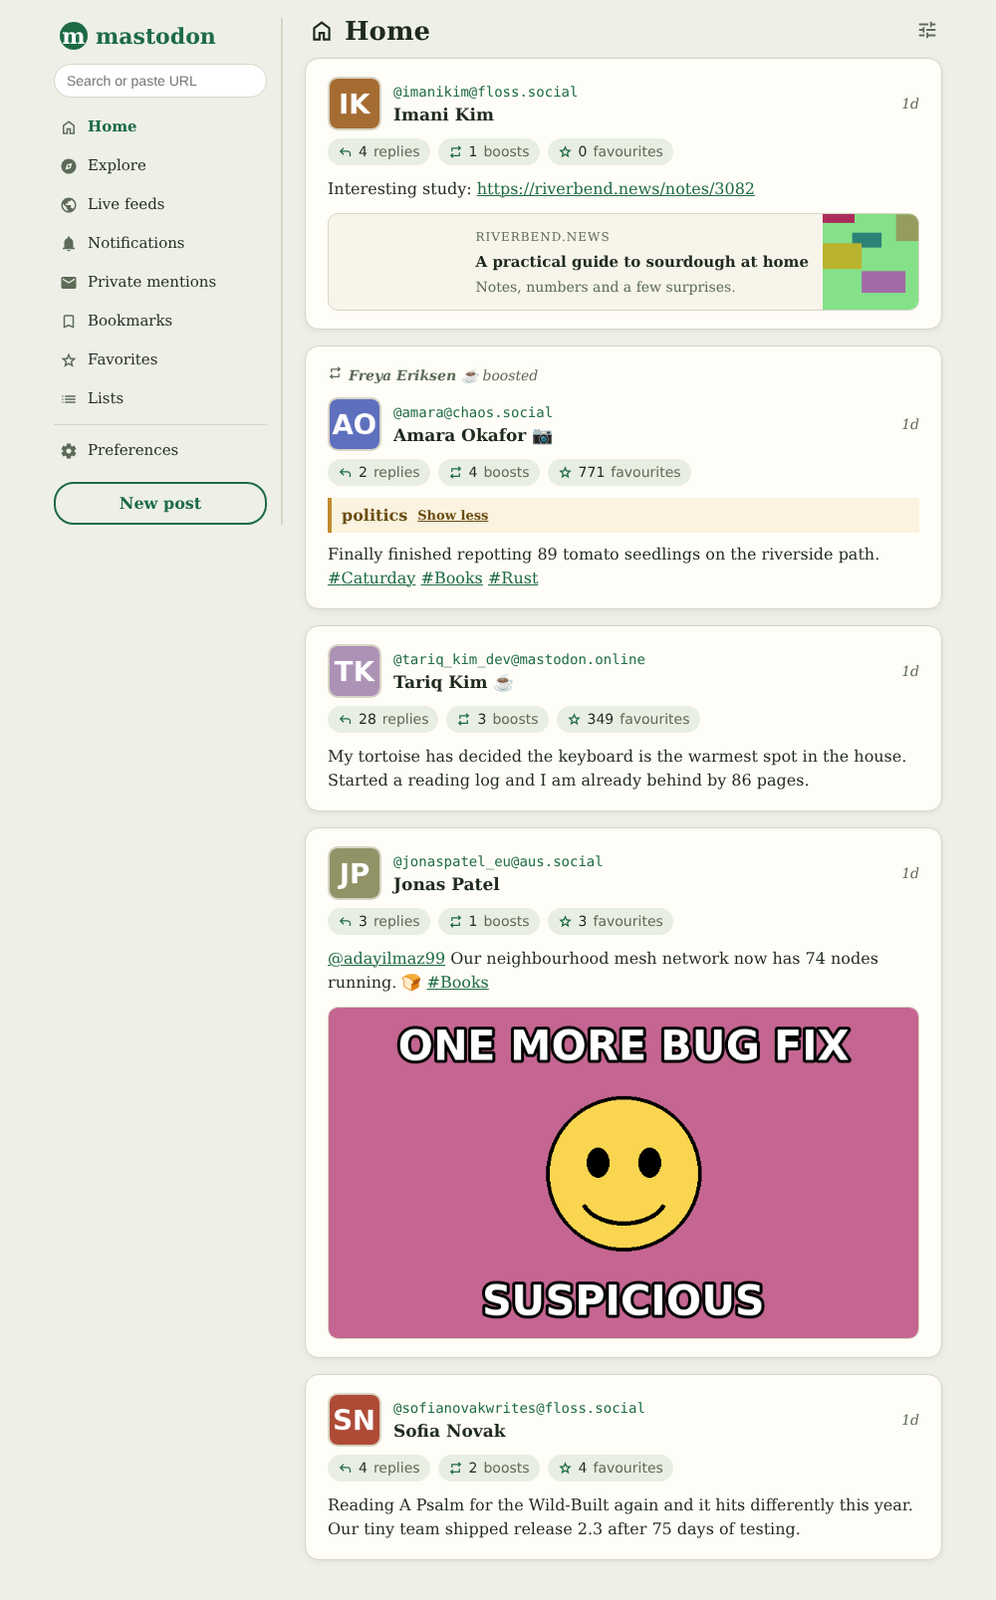 mastodon
Search or paste URL
Home
Explore
Live feeds
Notifications
Private mentions
Bookmarks
Favorites
Lists
Preferences
New post
Home
IK
@imanikim@floss.social
Imani Kim
1d
4 replies
1 boosts
0 favourites
Interesting study: https://riverbend.news/notes/3082
RIVERBEND.NEWS
A practical guide to sourdough at home
Notes, numbers and a few surprises.
Freya Eriksen ☕ boosted
AO
@amara@chaos.social
Amara Okafor 📷
1d
2 replies
4 boosts
771 favourites
politics Show less
Finally finished repotting 89 tomato seedlings on the riverside path.
#Caturday #Books #Rust
TK
@tariq_kim_dev@mastodon.online
Tariq Kim ☕
1d
28 replies
3 boosts
349 favourites
My tortoise has decided the keyboard is the warmest spot in the house.
Started a reading log and I am already behind by 86 pages.
JP
@jonaspatel_eu@aus.social
Jonas Patel
1d
3 replies
1 boosts
3 favourites
@adayilmaz99 Our neighbourhood mesh network now has 74 nodes
running. 🍞 #Books
ONE MORE BUG FIX
SUSPICIOUS
SN
@sofianovakwrites@floss.social
Sofia Novak
1d
4 replies
2 boosts
4 favourites
Reading A Psalm for the Wild-Built again and it hits differently this year.
Our tiny team shipped release 2.3 after 75 days of testing.